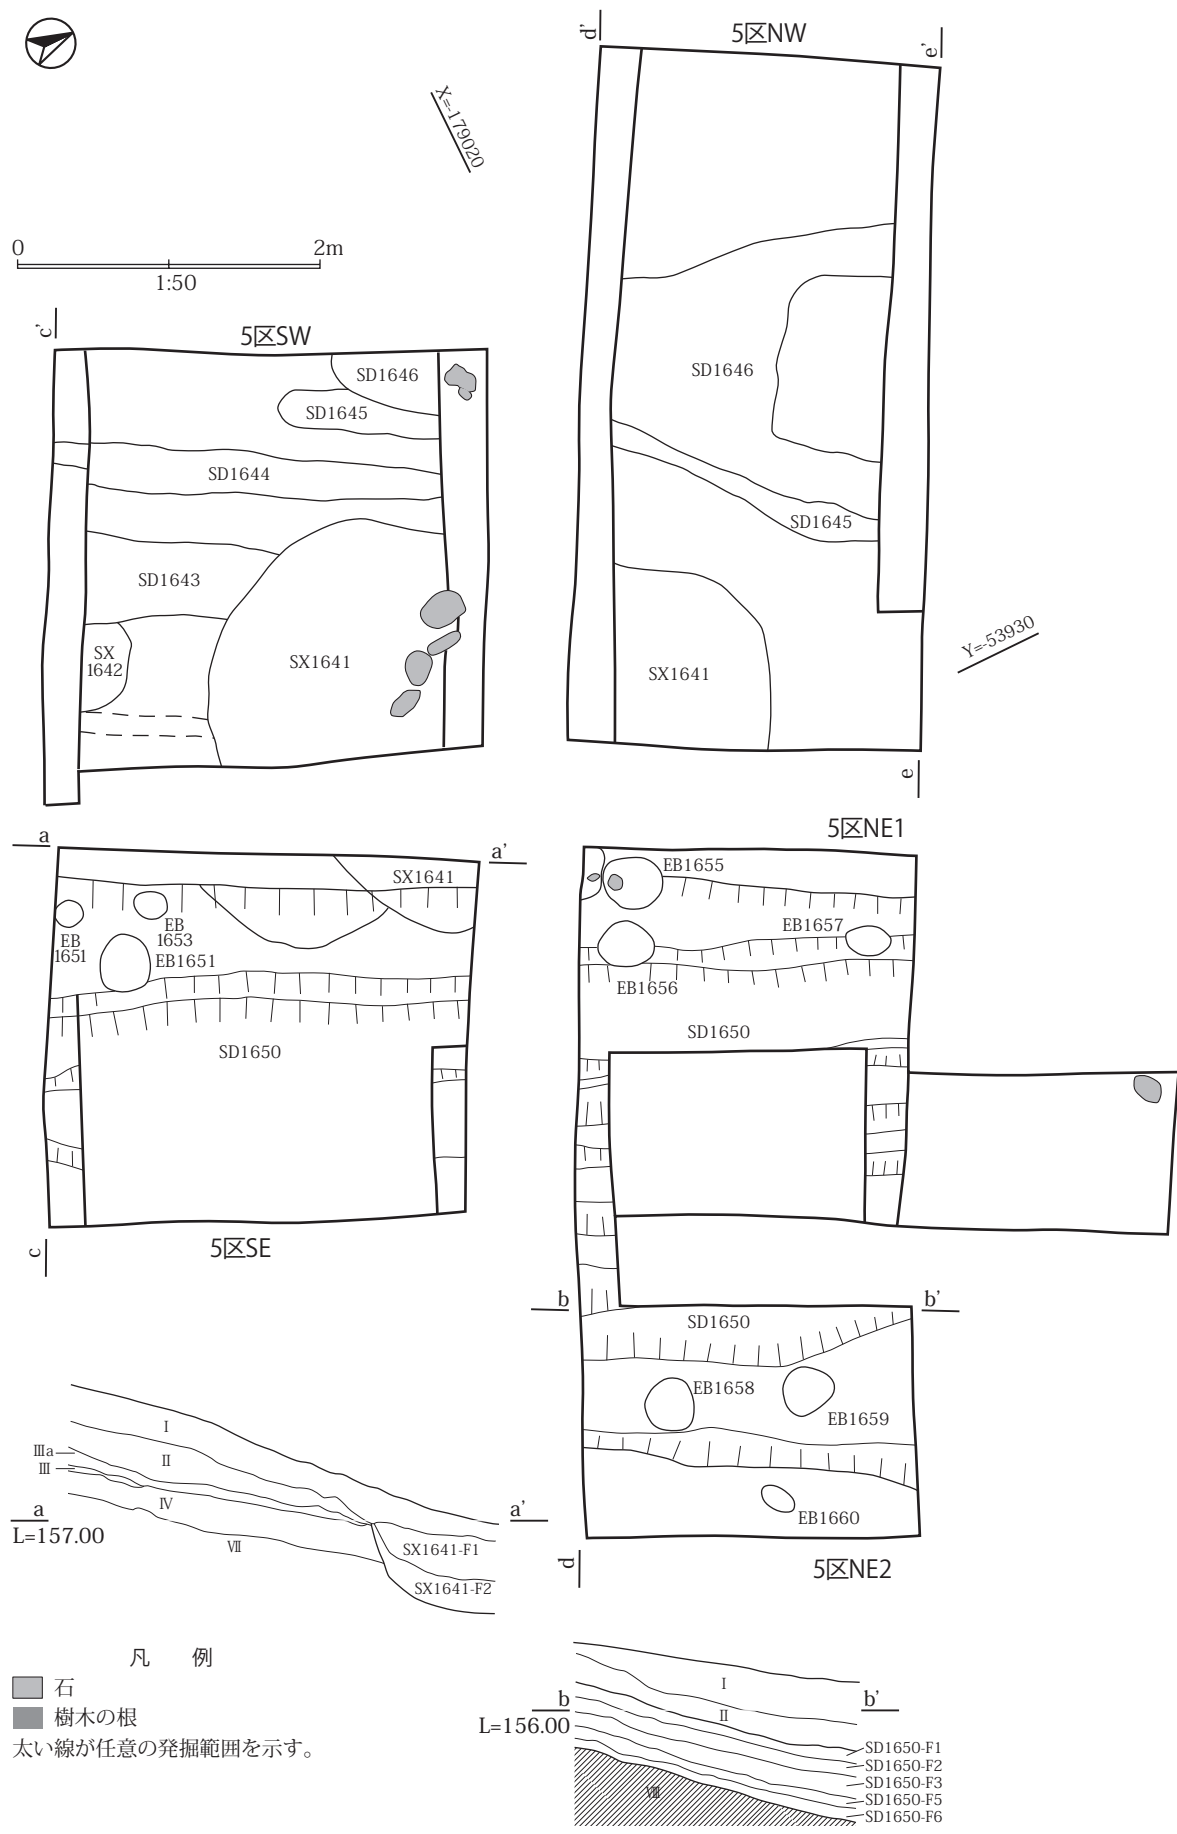 d'
5区NW
e'
X=-179020
0
2m
1:50
c'
5区SW
SD1646
SD1645
SD1644
SD1643
SX
1642
SX1641
SD1646
SD1645
SX1641
Y=-53930
e
a
a'
SX1641
EB
1651
EB
1653
EB1651
SD1650
c
5区SE
5区NE1
EB1655
EB1657
EB1656
SD1650
b
b'
SD1650
EB1658
EB1659
EB1660
d
5区NE2
I
II
IIIa
III
IV
VII
a
L=157.00
a'
SX1641-F1
SX1641-F2
凡 例
石
樹木の根
太い線が任意の発掘範囲を示す。
I
II
b
L=156.00
b'
VIII
SD1650-F1
SD1650-F2
SD1650-F3
SD1650-F5
SD1650-F6